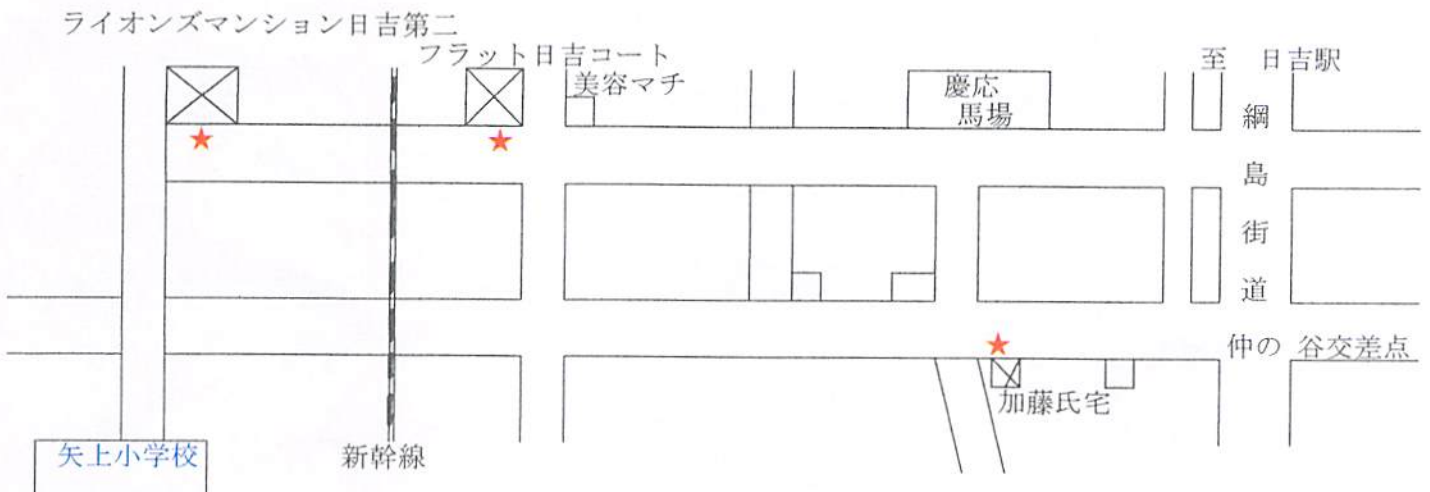 ライオンズマンション日吉第二
フラット日吉コート
至　日吉駅
美容マチ
慶応
馬場
綱島街道
仲の谷交差点
加藤氏宅
矢上小学校
新幹線